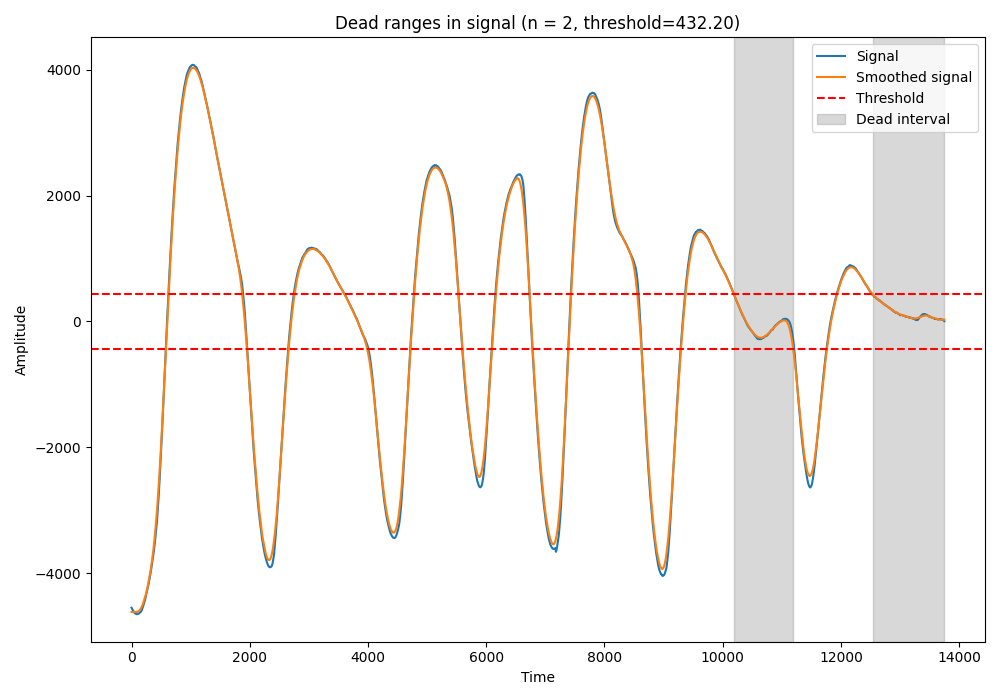 Dead ranges in signal (n = 2, threshold=432.20)
Signal
Smoothed signal
Threshold
Dead interval
Amplitude
4000
2000
0
−2000
−4000
0 2000 4000 6000 8000 10000 12000 14000
Time